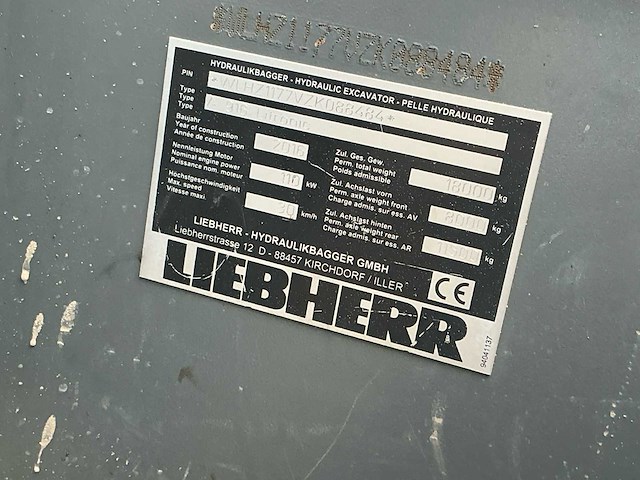 *WLHZ1177VZK088484*
HYDRAULIKBAGGER - HYDRAULIC EXCAVATOR - PELLE HYDRAULIQUE
PIN *WLHZ1177VZK088484*
Type
Type
Type
Baujahr
Year of construction 2016
Année de construction
Nennleistung Motor
Nominal engine power 110 kW
Puissance nom. moteur
Höchstgeschwindigkeit
Max. speed 20 km/h
Vitesse maxi.
Zul. Ges. Gew.
Perm. total weight 18000 kg
Poids admissible
Zul. Achslast vorn
Perm. axle weight front 8000 kg
Charge admis. sur ess. AV
Zul. Achslast hinten
Perm. axle weight rear kg
Charge admis. sur ess. AR
LIEBHERR - HYDRAULIKBAGGER GMBH
Liebherrstrasse 12 D - 88457 KIRCHDORF / ILLER
CE
LIEBHERR
94041137